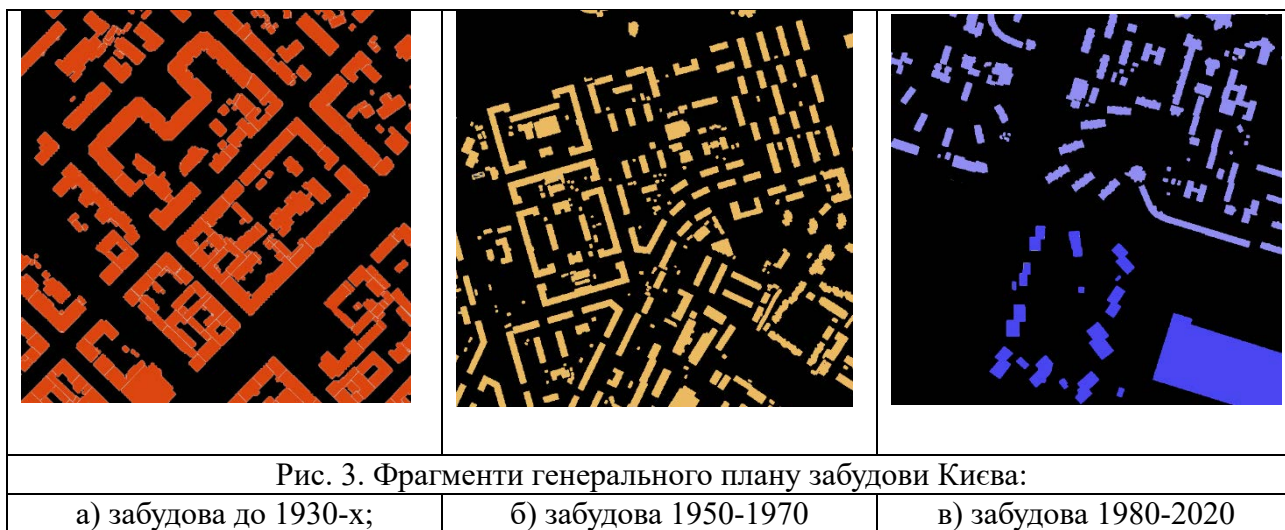 Рис. 3. Фрагменти генерального плану забудови Києва:
а) забудова до 1930-х;
б) забудова 1950-1970
в) забудова 1980-2020